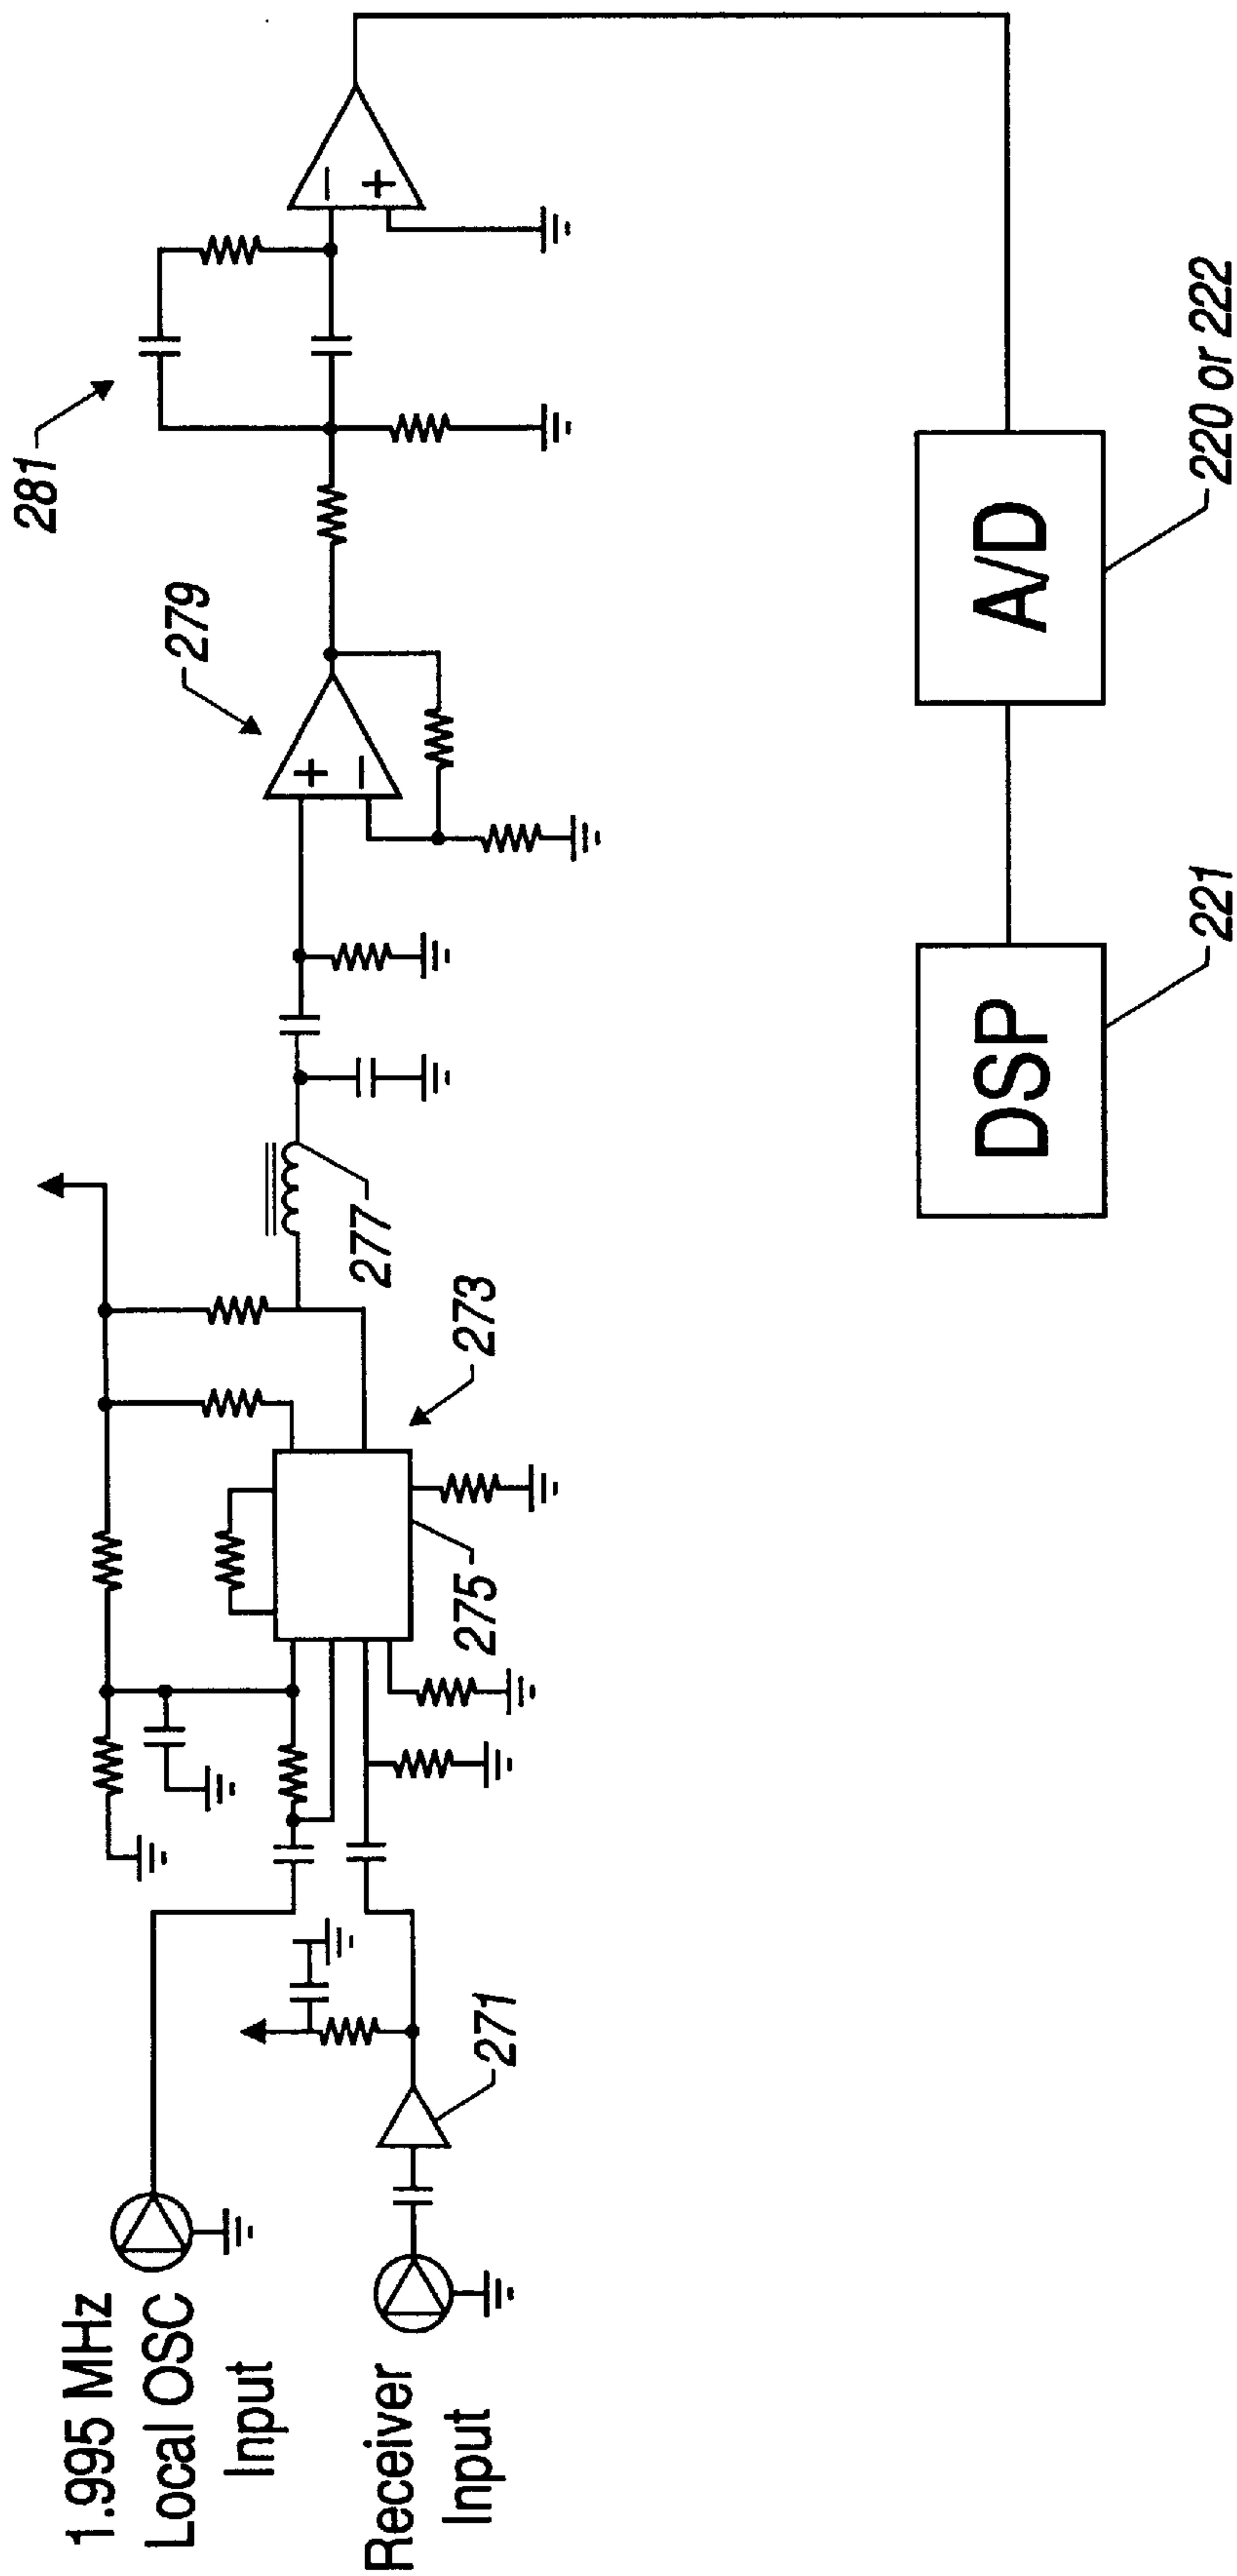 1.995 MHz
Local OSC
Input
Receiver
Input
271
273
275
277
279
+
−
281
−
+
DSP
221
A/D
220 or 222